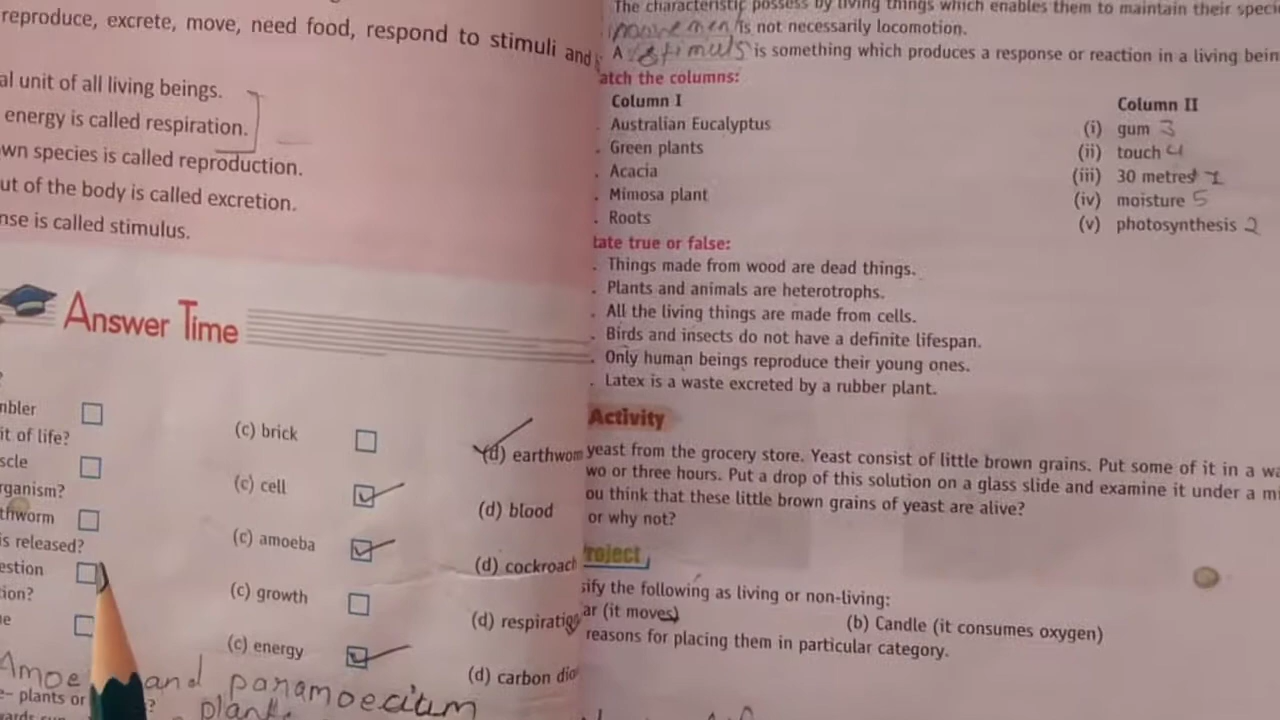 reproduce, excrete, move, need food, respond to stimuli and
al unit of all living beings.
energy is called respiration.
wn species is called reproduction.
ut of the body is called excretion.
nse is called stimulus.
Answer Time
?
mbler
(c) brick
(d) earthwom
it of life?
scle
(c) cell
(d) blood
rganism?
thworm
(c) amoeba
(d) cockroach
is released?
estion
(c) growth
(d) respiratio
tion?
e
(c) energy
(d) carbon dio
Amoe and paramoecium
e- plants or ?
The characteristic possess by living things which enables them to maintain their speci
movement is not necessarily locomotion.
A stimuls is something which produces a response or reaction in a living bein
atch the columns:
Column I Column II
. Australian Eucalyptus (i) gum 3
. Green plants (ii) touch 4
. Acacia (iii) 30 metres 1
. Mimosa plant (iv) moisture 5
. Roots (v) photosynthesis 2
tate true or false:
. Things made from wood are dead things.
. Plants and animals are heterotrophs.
. All the living things are made from cells.
. Birds and insects do not have a definite lifespan.
. Only human beings reproduce their young ones.
. Latex is a waste excreted by a rubber plant.
Activity
yeast from the grocery store. Yeast consist of little brown grains. Put some of it in a wa
wo or three hours. Put a drop of this solution on a glass slide and examine it under a mi
ou think that these little brown grains of yeast are alive?
or why not?
roject
sify the following as living or non-living:
ar (it moves) (b) Candle (it consumes oxygen)
reasons for placing them in particular category.